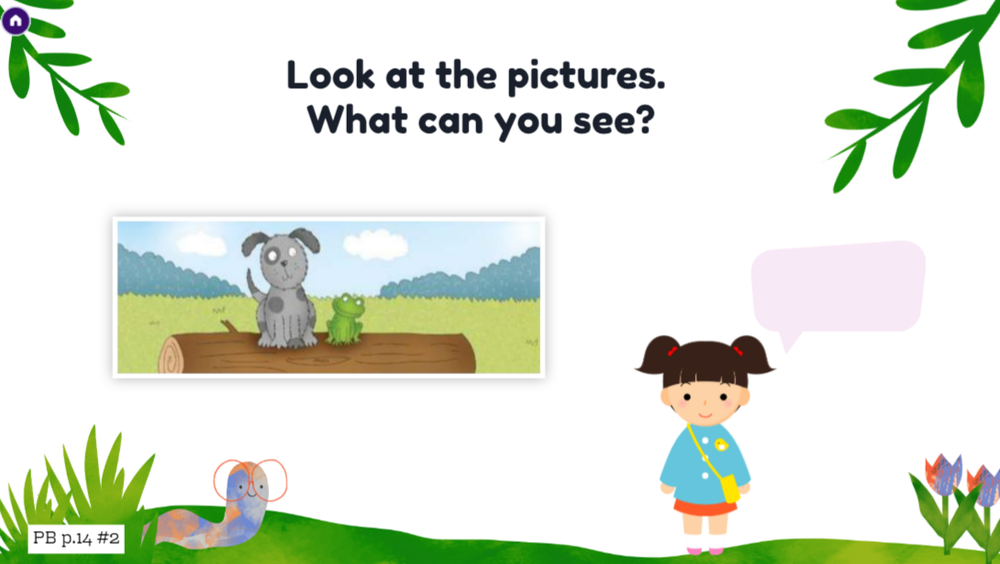 Look at the pictures.
What can you see?
PB p.14 #2